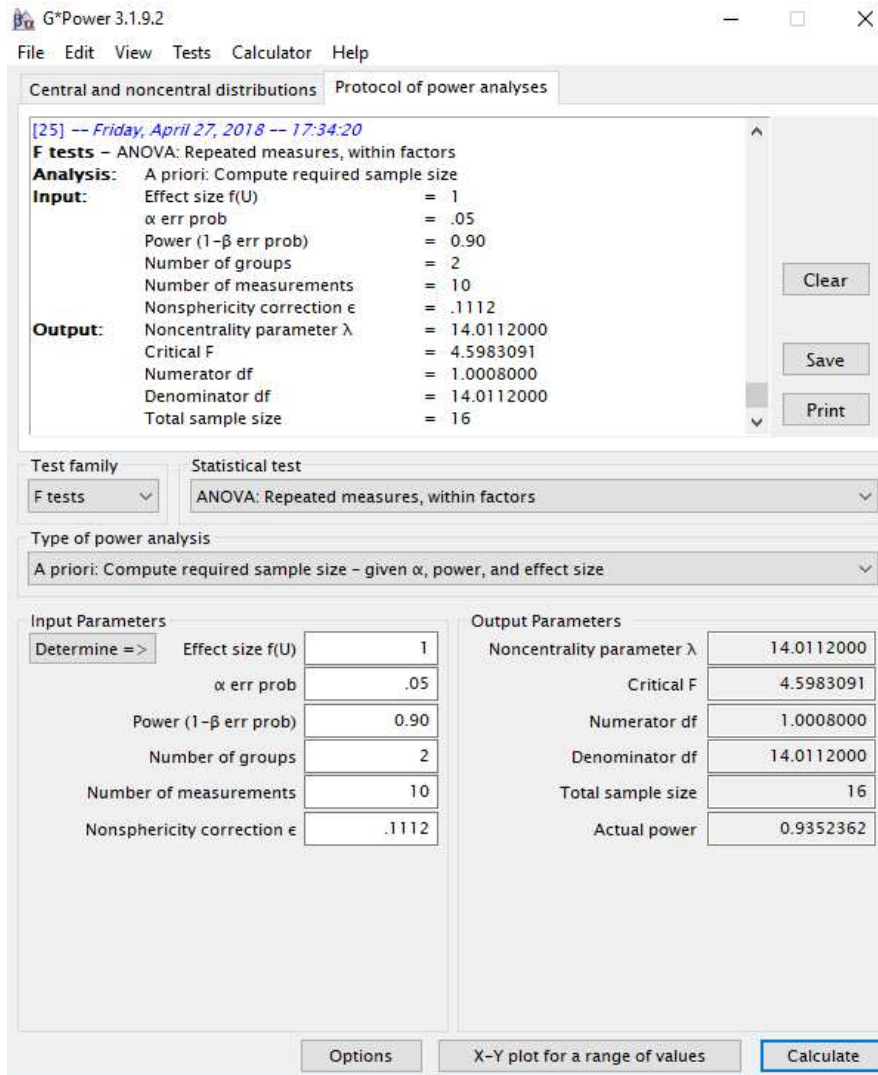 G*Power 3.1.9.2
File Edit View Tests Calculator Help
Central and noncentral distributions Protocol of power analyses
[25] -- Friday, April 27, 2018 -- 17:34:20
F tests - ANOVA: Repeated measures, within factors
Analysis: A priori: Compute required sample size
Input: Effect size f(U) = 1
α err prob = .05
Power (1-β err prob) = 0.90
Number of groups = 2
Number of measurements = 10
Nonsphericity correction ϵ = .1112
Output: Noncentrality parameter λ = 14.0112000
Critical F = 4.5983091
Numerator df = 1.0008000
Denominator df = 14.0112000
Total sample size = 16
Clear
Save
Print
Test family Statistical test
F tests ANOVA: Repeated measures, within factors
Type of power analysis
A priori: Compute required sample size - given α, power, and effect size
Input Parameters
Determine => Effect size f(U) 1
α err prob .05
Power (1-β err prob) 0.90
Number of groups 2
Number of measurements 10
Nonsphericity correction ϵ .1112
Output Parameters
Noncentrality parameter λ 14.0112000
Critical F 4.5983091
Numerator df 1.0008000
Denominator df 14.0112000
Total sample size 16
Actual power 0.9352362
Options X-Y plot for a range of values Calculate